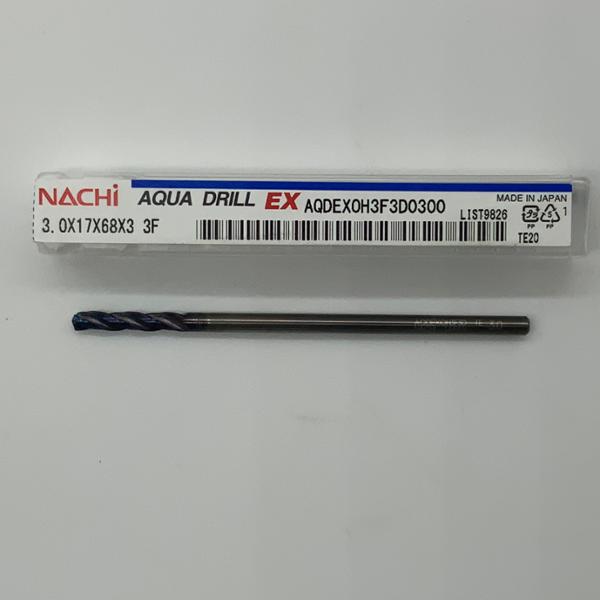 NACHi AQUA DRILL EX AQDEXOH3F3D0300 MADE IN JAPAN
3.0X17X68X3 3F LIST9826 1
PP PP
TE20